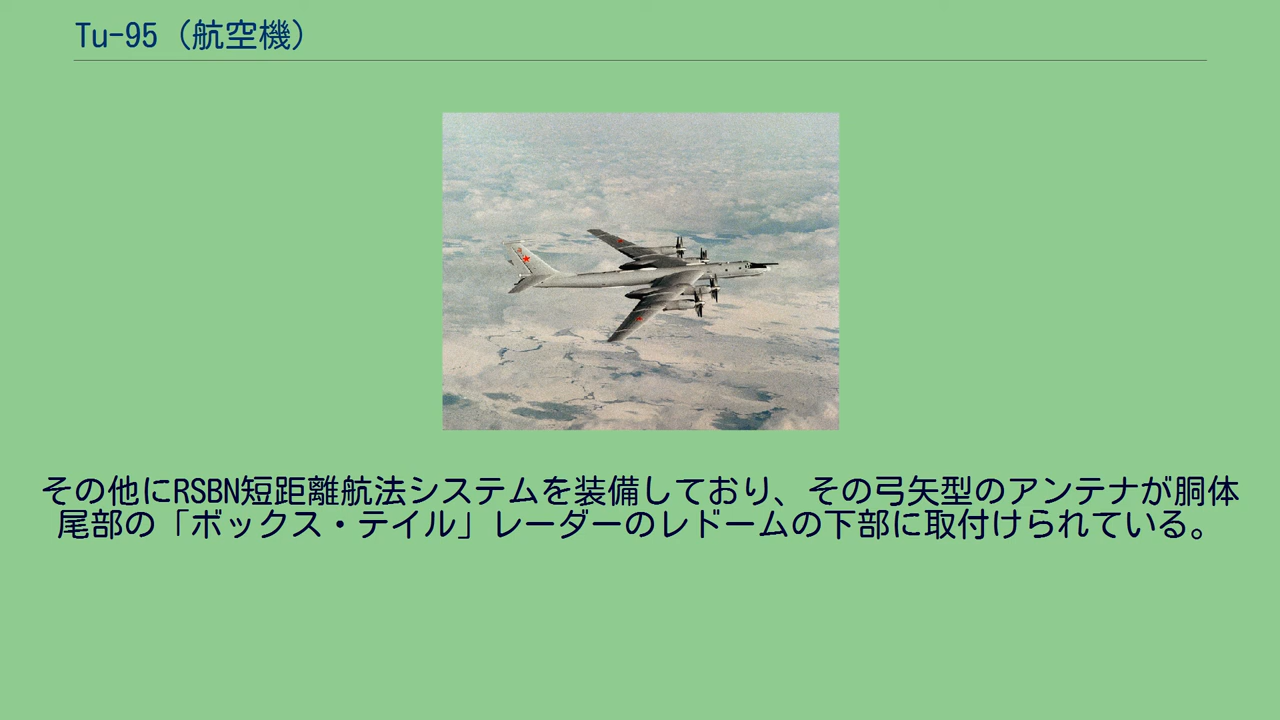 Tu-95（航空機）
その他にRSBN短距離航法システムを装備しており、その弓矢型のアンテナが胴体
尾部の「ボックス・テイル」レーダーのレドームの下部に取付けられている。